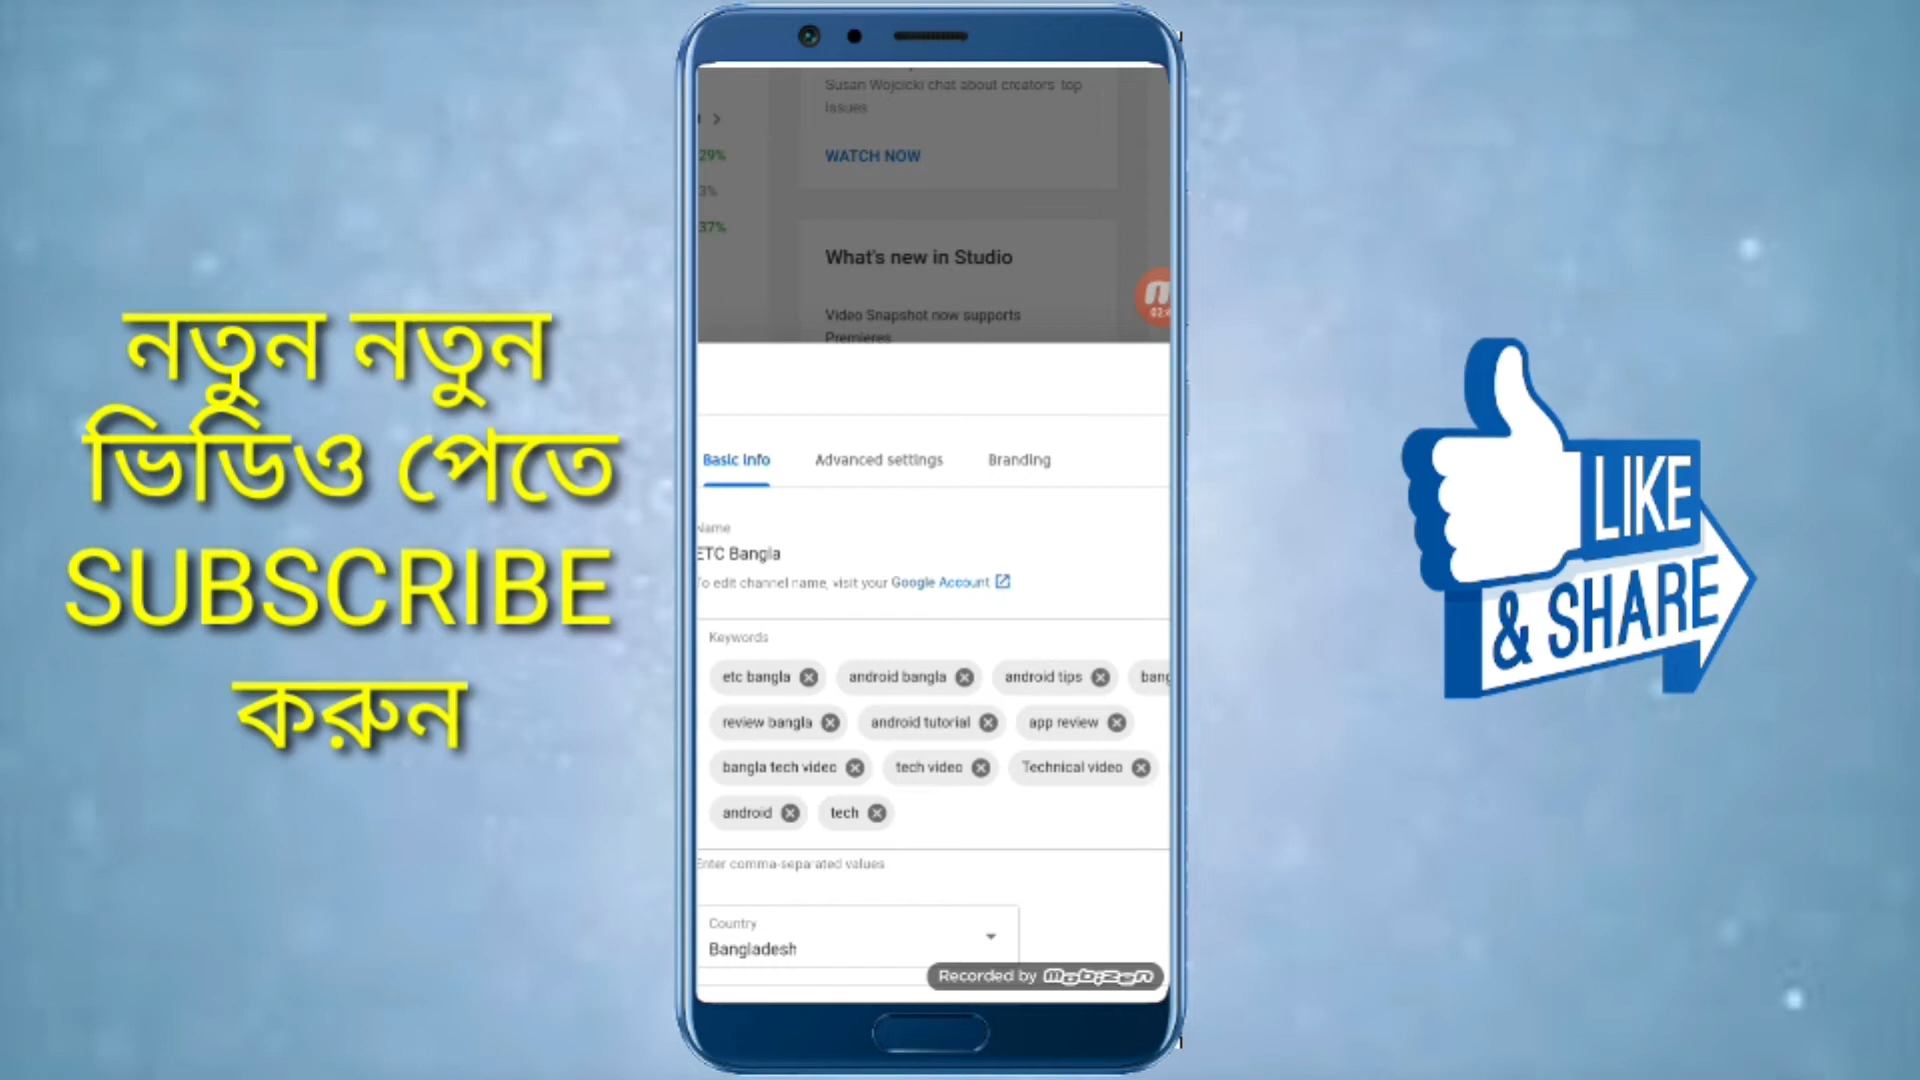 নতুন নতুন
ভিডিও পেতে
SUBSCRIBE
করুন
Susan Wojcicki chat about creators' top
issues
29%
WATCH NOW
3%
37%
What's new in Studio
Video Snapshot now supports
Premieres
Basic info Advanced settings Branding
Name
ETC Bangla
To edit channel name, visit your Google Account
Keywords
etc bangla android bangla android tips bang
review bangla android tutorial app review
bangla tech video tech video Technical video
android tech
Enter comma-separated values
Country
Bangladesh
Recorded by mobizen
LIKE
& SHARE